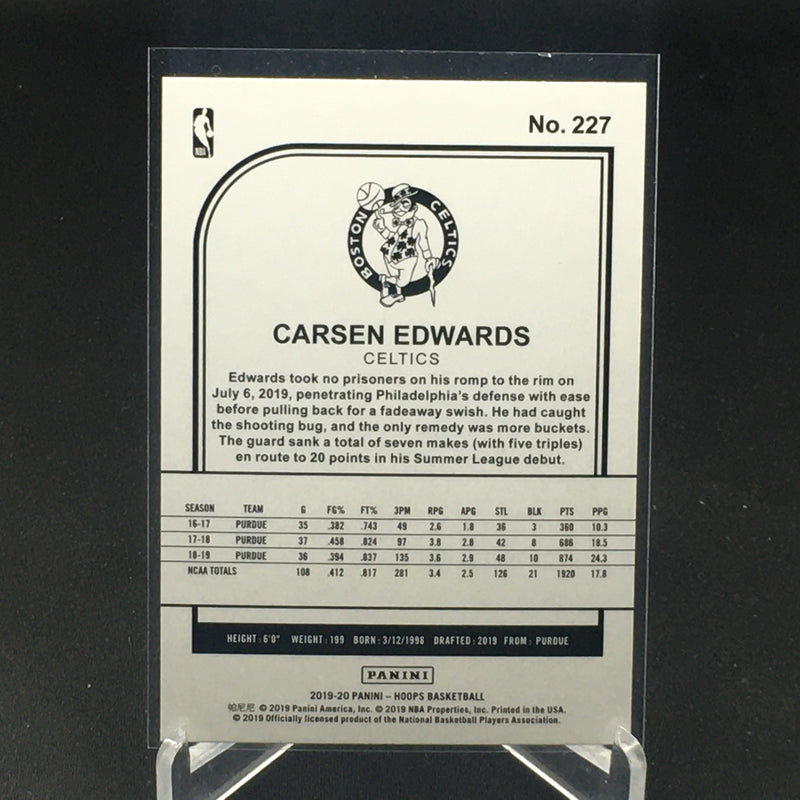 NBA
No. 227
BOSTON CELTICS
CARSEN EDWARDS
CELTICS
Edwards took no prisoners on his romp to the rim on
July 6, 2019, penetrating Philadelphia's defense with ease
before pulling back for a fadeaway swish. He had caught
the shooting bug, and the only remedy was more buckets.
The guard sank a total of seven makes (with five triples)
en route to 20 points in his Summer League debut.
SEASON TEAM G FG% FT% 3PM RPG APG STL BLK PTS PPG
16-17 PURDUE 35 .382 .743 49 2.6 1.8 36 3 360 10.3
17-18 PURDUE 37 .458 .824 97 3.8 2.8 42 8 686 18.5
18-19 PURDUE 36 .394 .837 135 3.6 2.9 48 10 874 24.3
NCAA TOTALS 108 .412 .817 281 3.4 2.5 126 21 1920 17.8
HEIGHT: 6'0" WEIGHT: 199 BORN: 3/12/1998 DRAFTED: 2019 FROM: PURDUE
PANINI
2019-20 PANINI – HOOPS BASKETBALL
帕尼尼 © 2019 Panini America, Inc. © 2019 NBA Properties, Inc. Printed in the USA.
© 2019 Officially licensed product of the National Basketball Players Association.